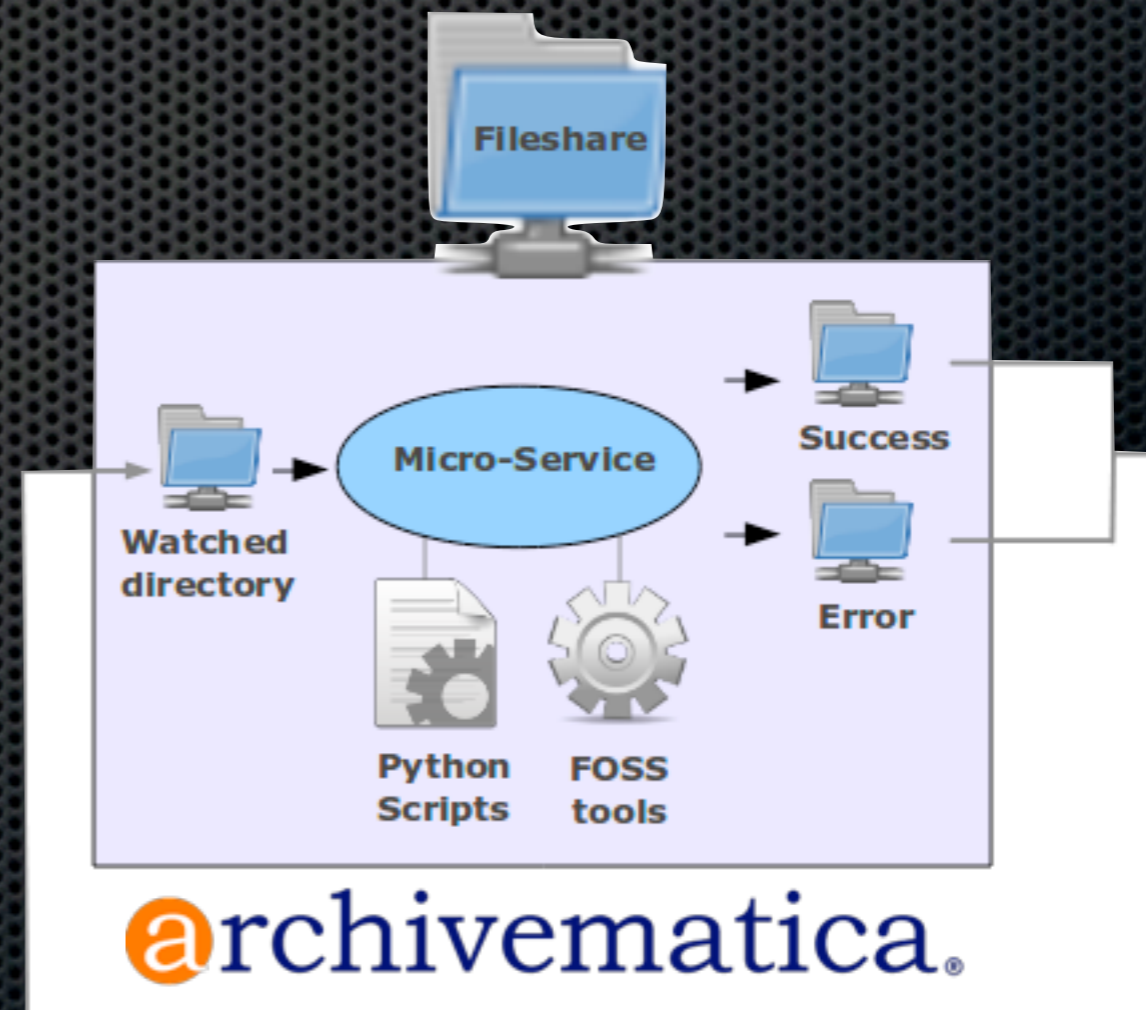 Fileshare
Success
Micro-Service
Watched
directory
Error
Python
Scripts
FOSS
tools
archivematica®